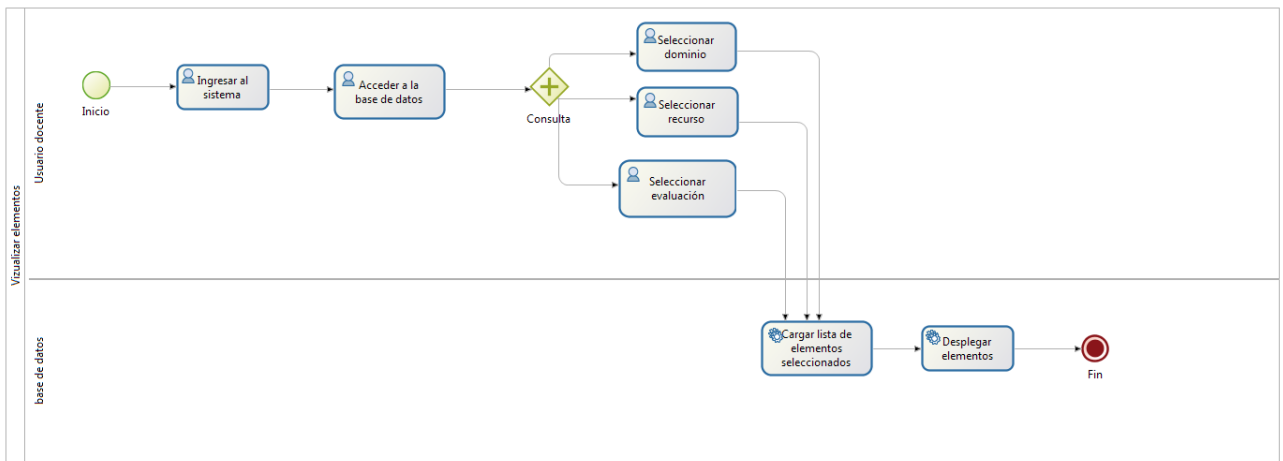 Vizualizar elementos
Usuario docente
Inicio
Ingresar al
sistema
Acceder a la
base de datos
Consulta
Seleccionar
dominio
Seleccionar
recurso
Seleccionar
evaluación
base de datos
Cargar lista de
elementos
seleccionados
Desplegar
elementos
Fin